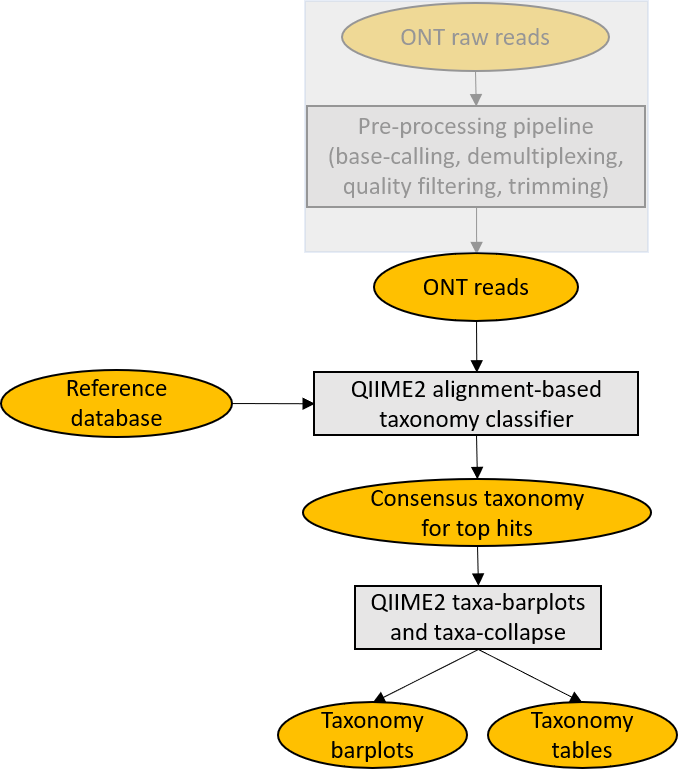 ONT raw reads
Pre-processing pipeline
(base-calling, demultiplexing,
quality filtering, trimming)
ONT reads
Reference
database
QIIME2 alignment-based
taxonomy classifier
Consensus taxonomy
for top hits
QIIME2 taxa-barplots
and taxa-collapse
Taxonomy
barplots
Taxonomy
tables